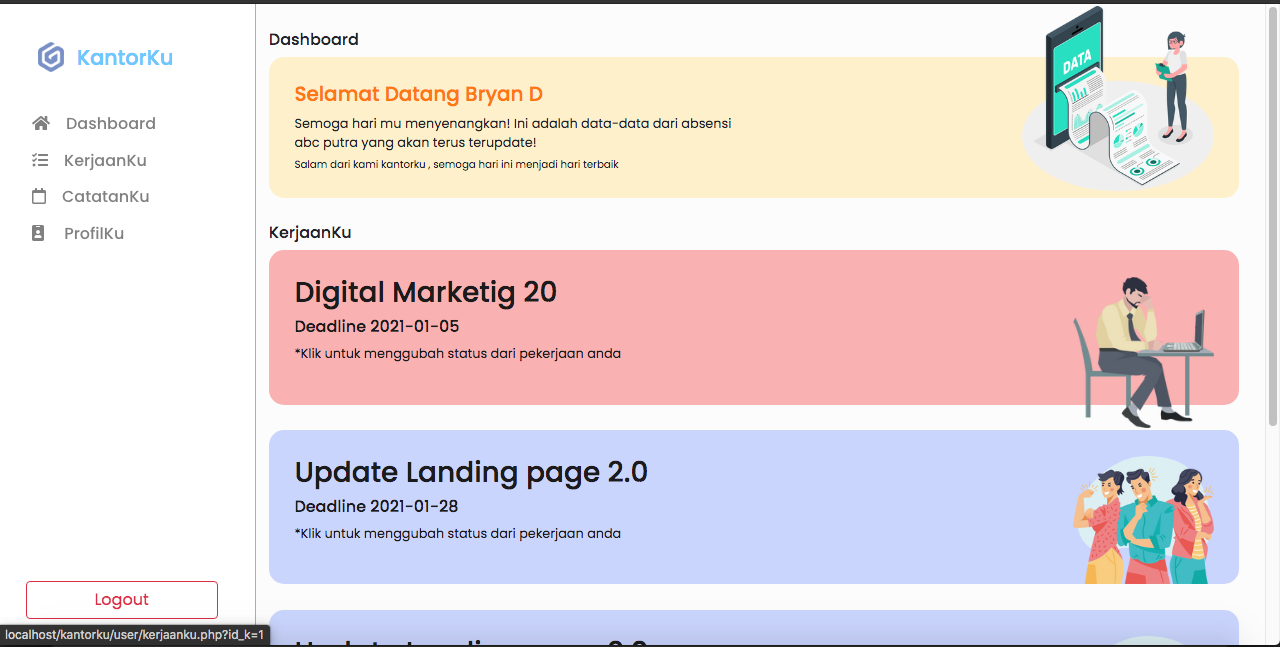 KantorKu
Dashboard
KerjaanKu
CatatanKu
ProfilKu
Logout
localhost/kantorku/user/kerjaanku.php?id_k=1
Dashboard
Selamat Datang Bryan D
Semoga hari mu menyenangkan! Ini adalah data-data dari absensi
abc putra yang akan terus terupdate!
Salam dari kami kantorku , semoga hari ini menjadi hari terbaik
DATA
KerjaanKu
Digital Marketig 20
Deadline 2021-01-05
*Klik untuk menggubah status dari pekerjaan anda
Update Landing page 2.0
Deadline 2021-01-28
*Klik untuk menggubah status dari pekerjaan anda